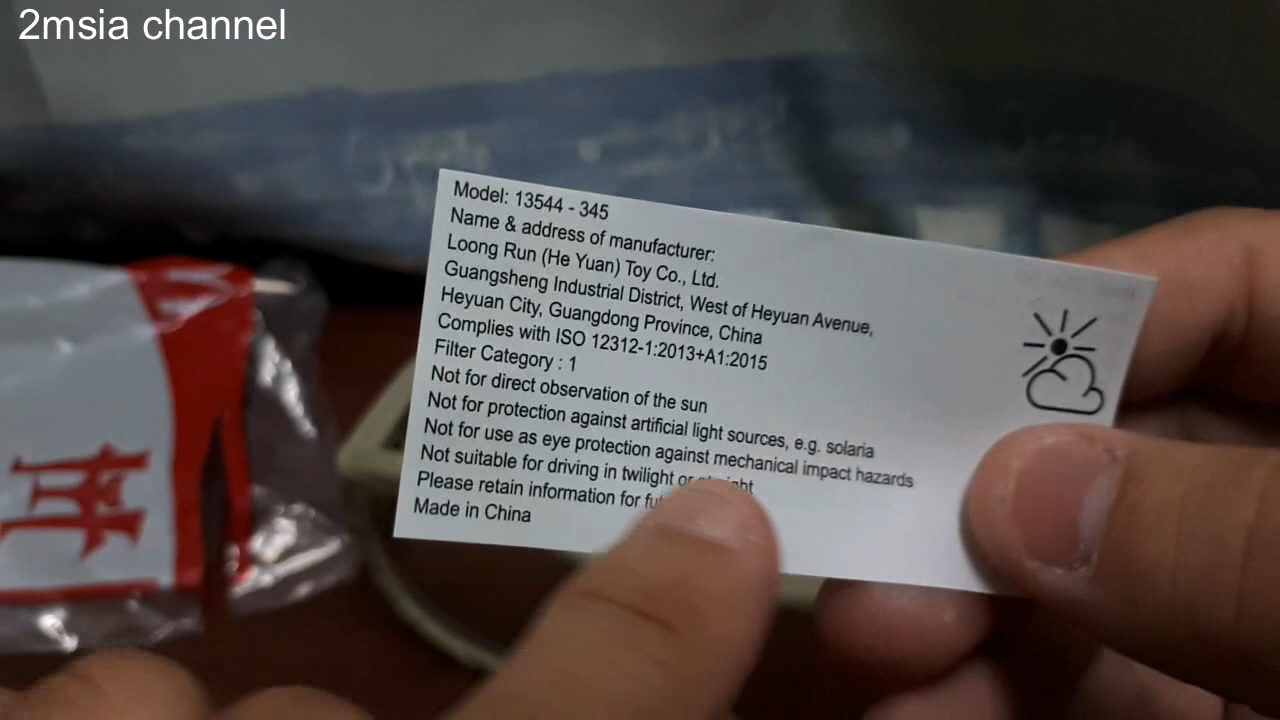 2msia channel
Model: 13544 - 345
Name & address of manufacturer:
Loong Run (He Yuan) Toy Co., Ltd.
Guangsheng Industrial District, West of Heyuan Avenue,
Heyuan City, Guangdong Province, China
Complies with ISO 12312-1:2013+A1:2015
Filter Category : 1
Not for direct observation of the sun
Not for protection against artificial light sources, e.g. solaria
Not for use as eye protection against mechanical impact hazards
Not suitable for driving in twilight or
Please retain information for
Made in China